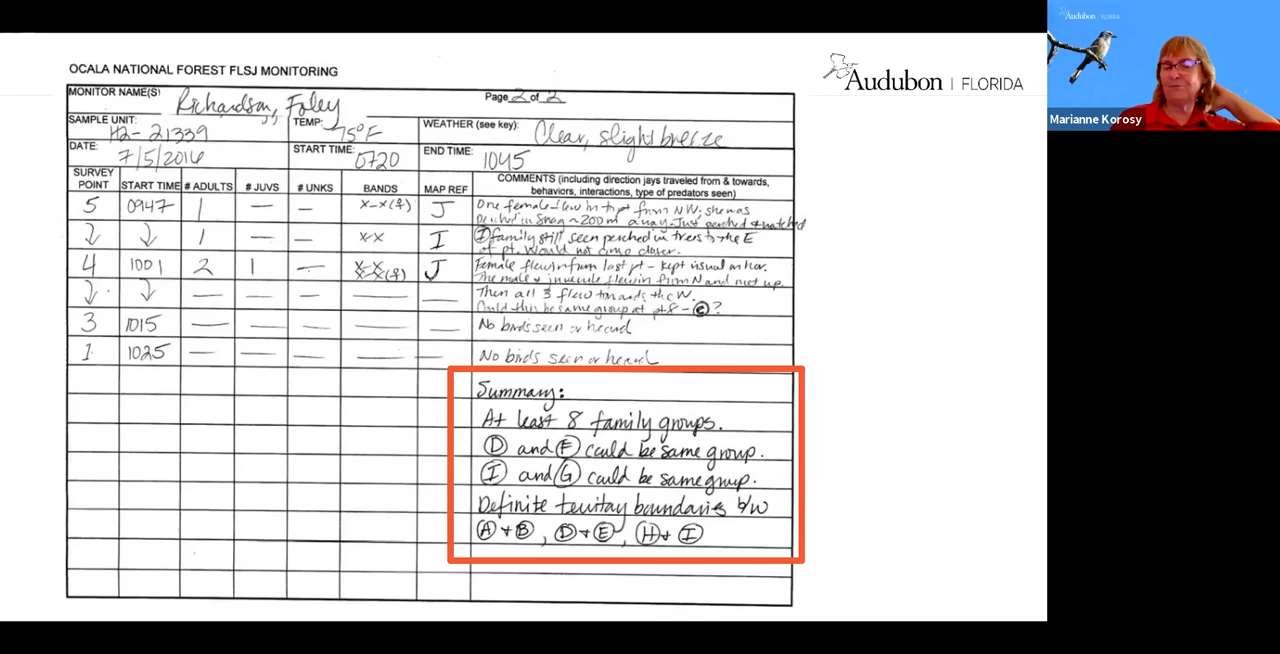 Audubon | FLORIDA
Marianne Korosy
Audubon | FLORIDA
OCALA NATIONAL FOREST FLSJ MONITORING
MONITOR NAME(S) Richardson, Foley Page 2 of 2
SAMPLE UNIT: H2-21339 TEMP: 75°F WEATHER (see key): Clear, slight breeze
DATE: 7/5/2016 START TIME: 0720 END TIME: 1045
SURVEY POINT START TIME # ADULTS # JUVS # UNKS BANDS MAP REF COMMENTS (including direction jays traveled from & towards, behaviors, interactions, type of predators seen)
5 0947 1 — — X-X(♀) J One female flew in to pt from NW. she was
perched in snag ~200m away. Just perched & watched
1 — — X-X I (I) family still seen perched in trees to the E
of pt. Would not come closer.
4 1001 2 1 — X-X X-X(♀) J Female flew in from last pt - kept visual on her.
The male + juvenile flew in from N and met up.
— — — — — Then all 3 flew towards the W.
Could this be same group at pt 8 - (C)?
3 1015 — — — — — No birds seen or heard
1 1025 — — — — — No birds seen or heard
Summary:
At least 8 family groups.
(D) and (F) could be same group.
(I) and (G) could be same group.
Definite territory boundaries b/w
(A) + (B), (D) + (E), (H) + (I)